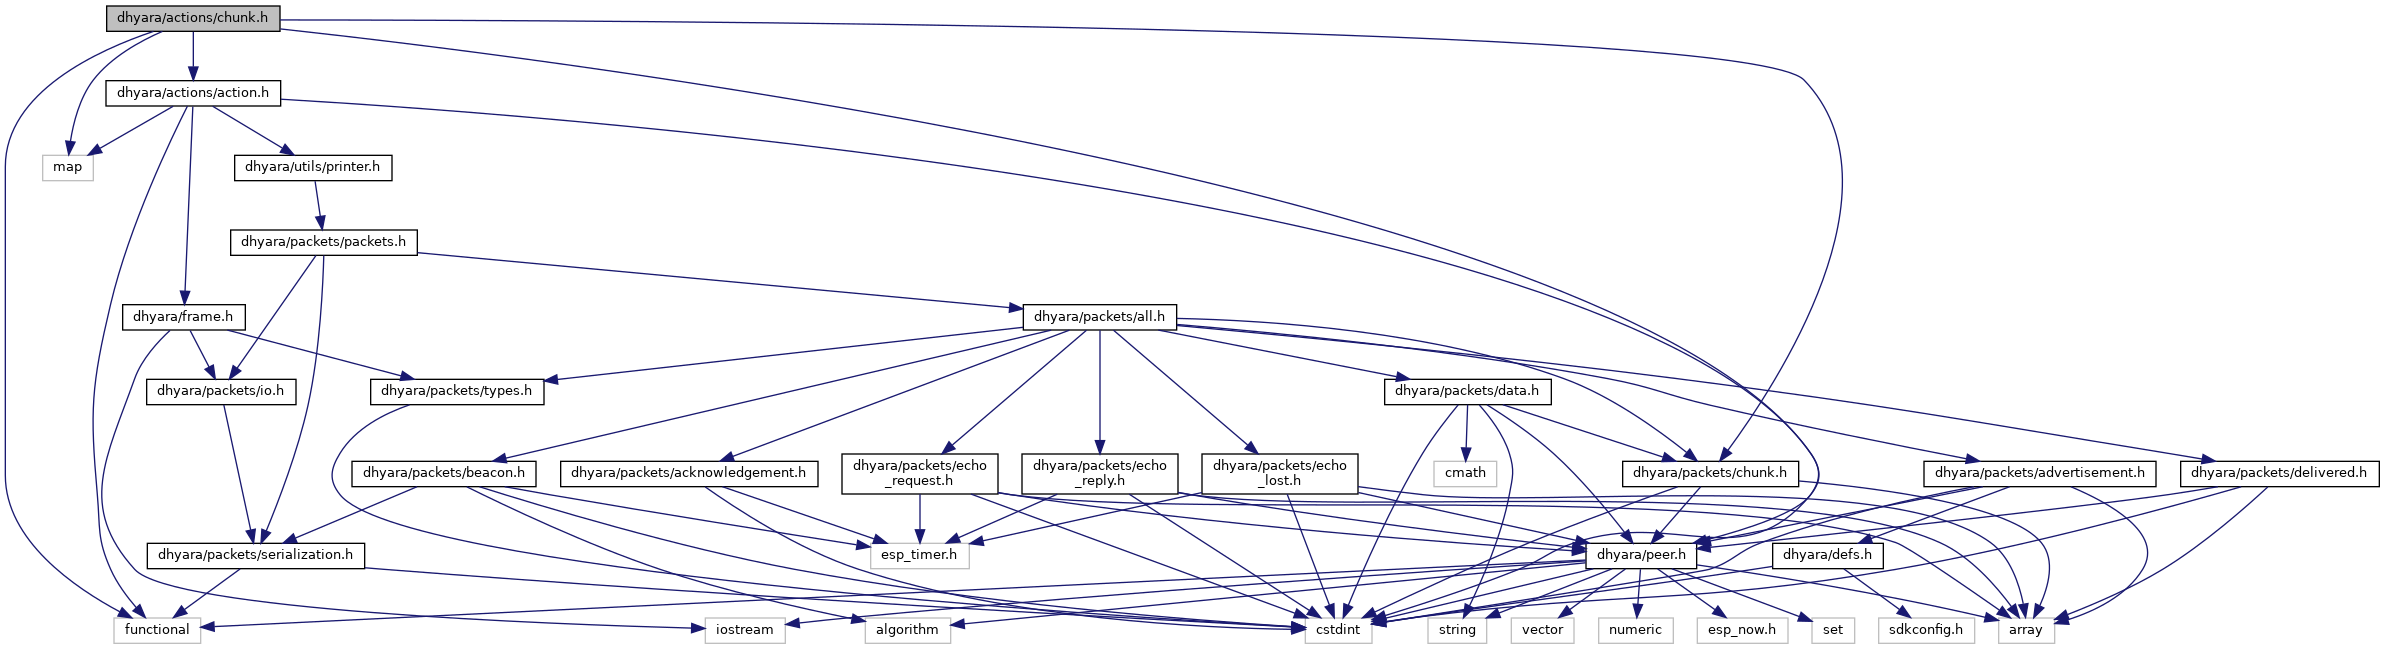 dhyara/actions/chunk.h
dhyara/actions/action.h
map
dhyara/utils/printer.h
dhyara/packets/packets.h
dhyara/frame.h
dhyara/packets/all.h
dhyara/packets/io.h
dhyara/packets/types.h
dhyara/packets/data.h
dhyara/packets/beacon.h
dhyara/packets/acknowledgement.h
dhyara/packets/echo
_request.h
dhyara/packets/echo
_reply.h
dhyara/packets/echo
_lost.h
cmath
dhyara/packets/chunk.h
dhyara/packets/advertisement.h
dhyara/packets/delivered.h
dhyara/packets/serialization.h
esp_timer.h
dhyara/peer.h
dhyara/defs.h
functional
iostream
algorithm
cstdint
string
vector
numeric
esp_now.h
set
sdkconfig.h
array